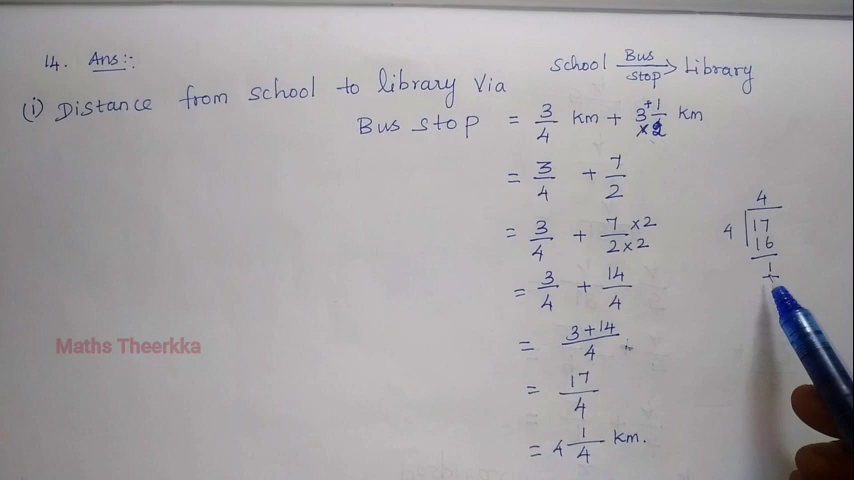 14. Ans:-
School Bus stop → Library
(i) Distance from school to library Via
Bus stop = 3/4 km + 3 1/2 km
+
×
= 3/4 + 7/2
= 3/4 + 7/2 ×2/×2
= 3/4 + 14/4
= 3+14/4
= 17/4
= 4 1/4 km.
4
4 17
16
1
Maths Theerkka